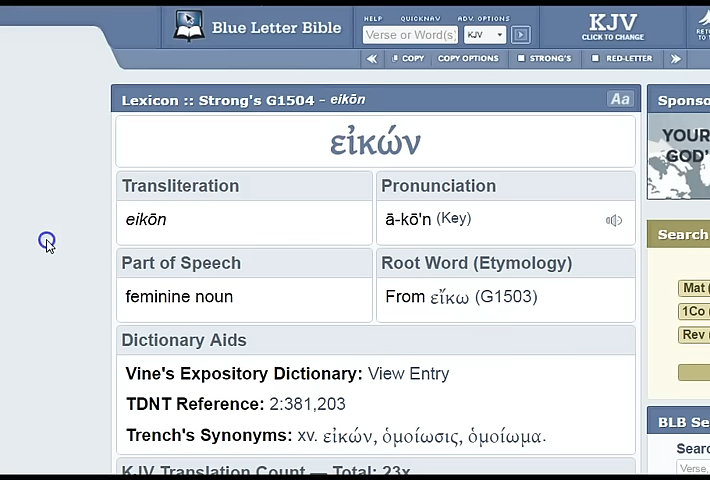 HELP QUICKNAV ADV. OPTIONS
Blue Letter Bible
Verse or Word(s) KJV
KJV
CLICK TO CHANGE
COPY COPY OPTIONS STRONG'S RED-LETTER
Lexicon :: Strong's G1504 – eikōn
Aa
εἰκών
Transliteration
Pronunciation
eikōn
ā-kō'n (Key)
Part of Speech
Root Word (Etymology)
feminine noun
From εἴκω (G1503)
Dictionary Aids
Vine's Expository Dictionary: View Entry
TDNT Reference: 2:381,203
Trench's Synonyms: xv. εἰκών, ὁμοίωσις, ὁμοίωμα.
KJV Translation Count — Total: 23x
YOUR
GOD'
Search
Mat
1Co
Rev
BLB
Verse,